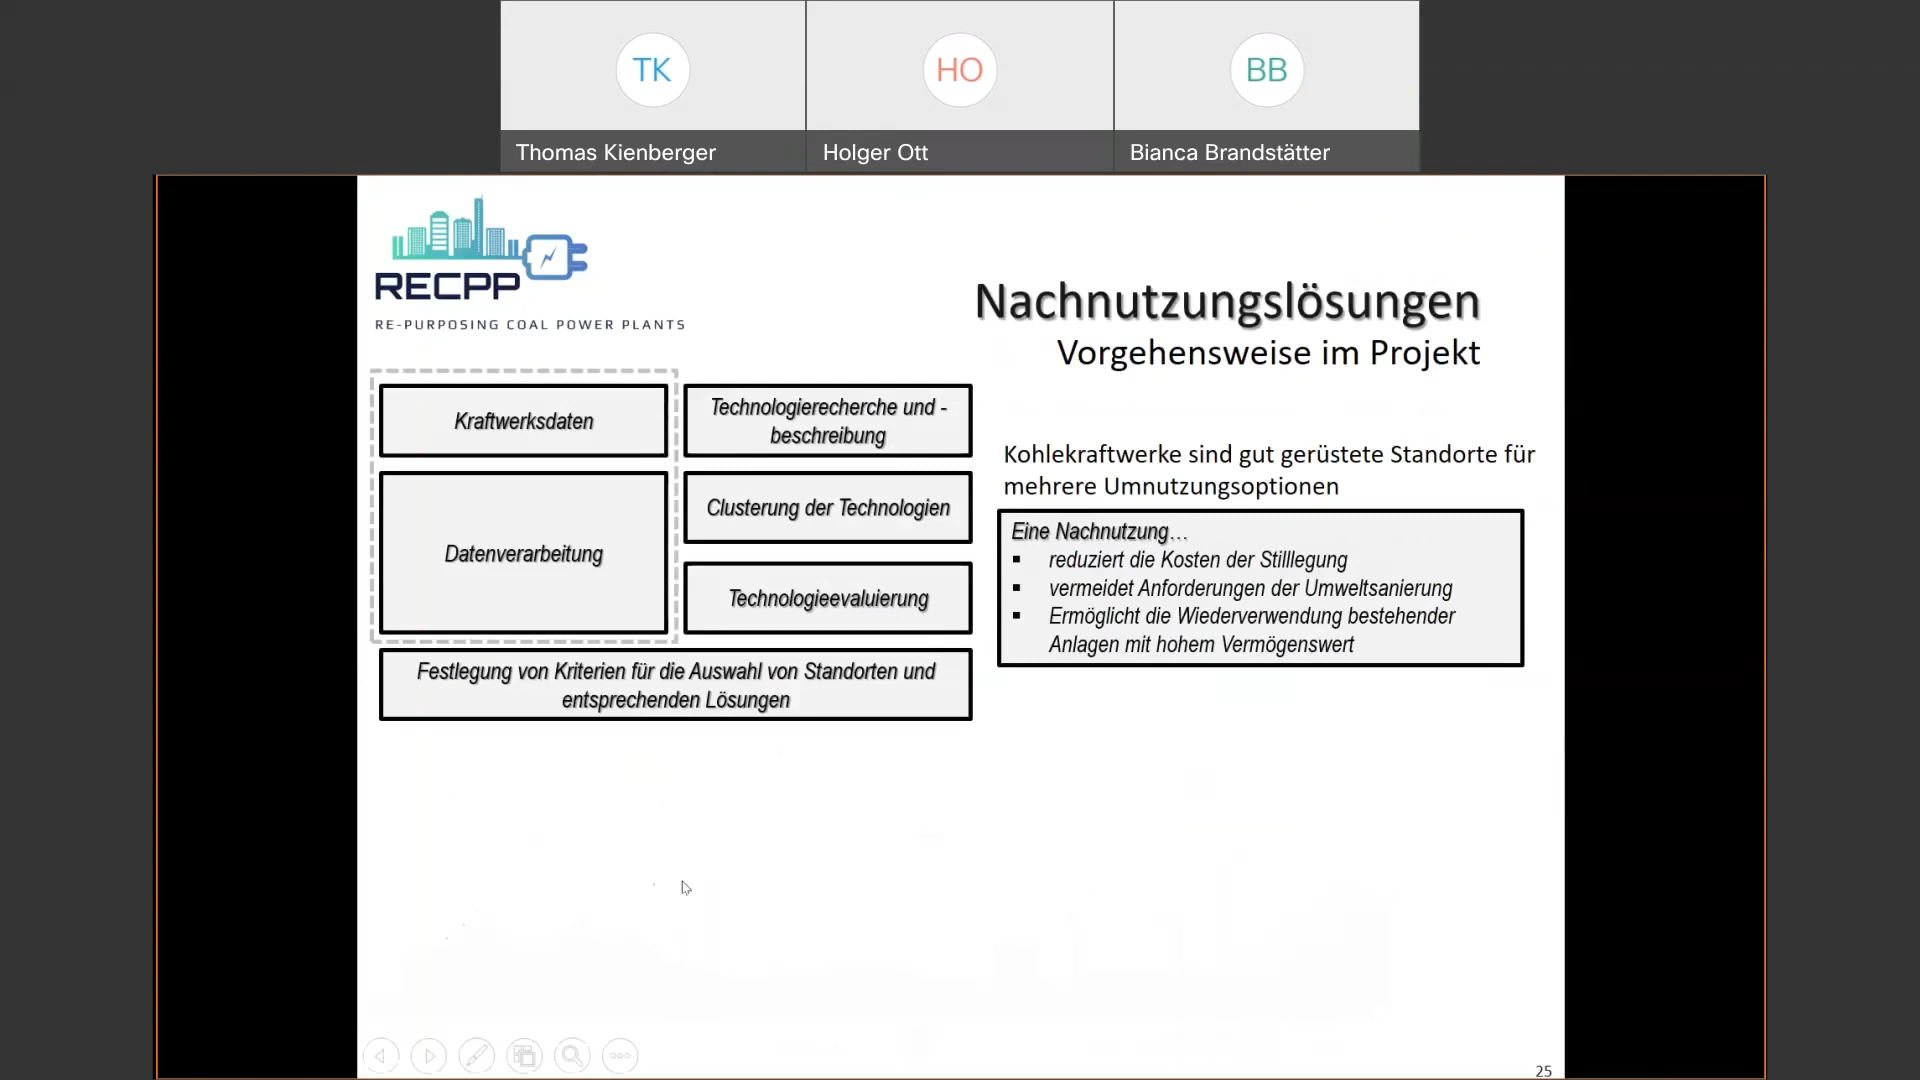 TK
HO
BB
Thomas Kienberger
Holger Ott
Bianca Brandstätter
RECPP
RE-PURPOSING COAL POWER PLANTS
Nachnutzungslösungen
Vorgehensweise im Projekt
Kraftwerksdaten
Technologierecherche und -
beschreibung
Datenverarbeitung
Clusterung der Technologien
Technologieevaluierung
Festlegung von Kriterien für die Auswahl von Standorten und
entsprechenden Lösungen
Kohlekraftwerke sind gut gerüstete Standorte für
mehrere Umnutzungsoptionen
Eine Nachnutzung…
▪ reduziert die Kosten der Stilllegung
▪ vermeidet Anforderungen der Umweltsanierung
▪ Ermöglicht die Wiederverwendung bestehender
Anlagen mit hohem Vermögenswert
25